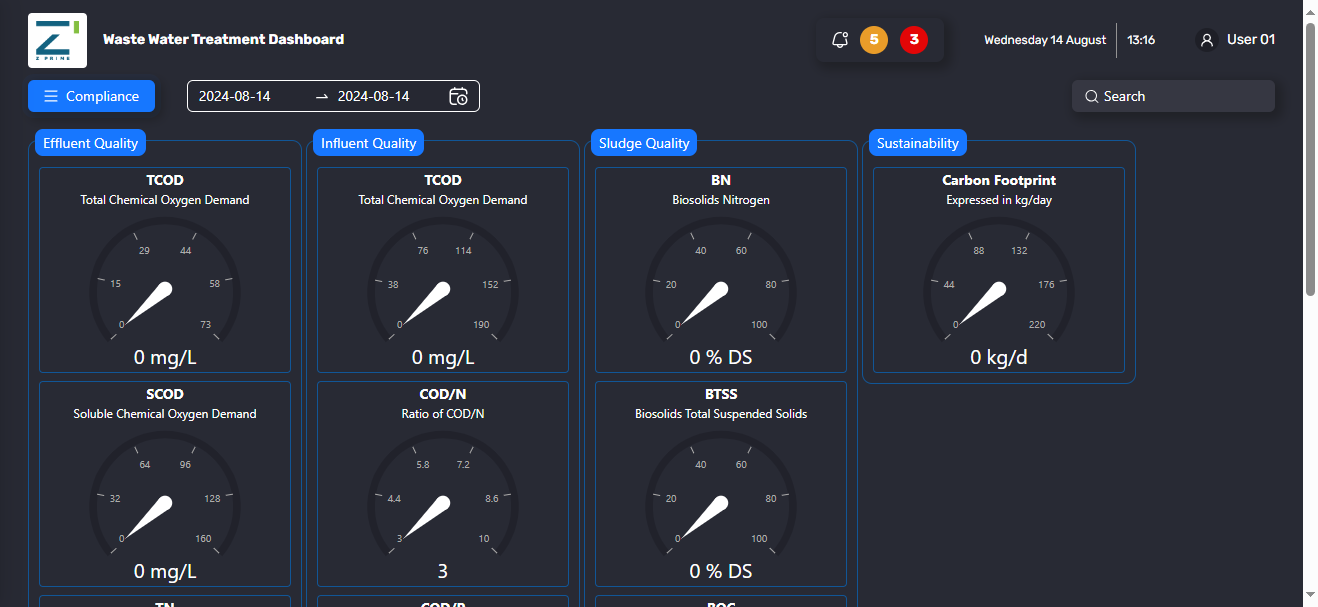 Z PRIME
Waste Water Treatment Dashboard
5
3
Wednesday 14 August
13:16
User 01
Compliance
2024-08-14
2024-08-14
Search
Effluent Quality
TCOD
Total Chemical Oxygen Demand
0
15
29
44
58
73
0 mg/L
SCOD
Soluble Chemical Oxygen Demand
0
32
64
96
128
160
0 mg/L
TN
Influent Quality
TCOD
Total Chemical Oxygen Demand
0
38
76
114
152
190
0 mg/L
COD/N
Ratio of COD/N
3
4.4
5.8
7.2
8.6
10
3
COD/P
Sludge Quality
BN
Biosolids Nitrogen
0
20
40
60
80
100
0 % DS
BTSS
Biosolids Total Suspended Solids
0
20
40
60
80
100
0 % DS
Sustainability
Carbon Footprint
Expressed in kg/day
0
44
88
132
176
220
0 kg/d